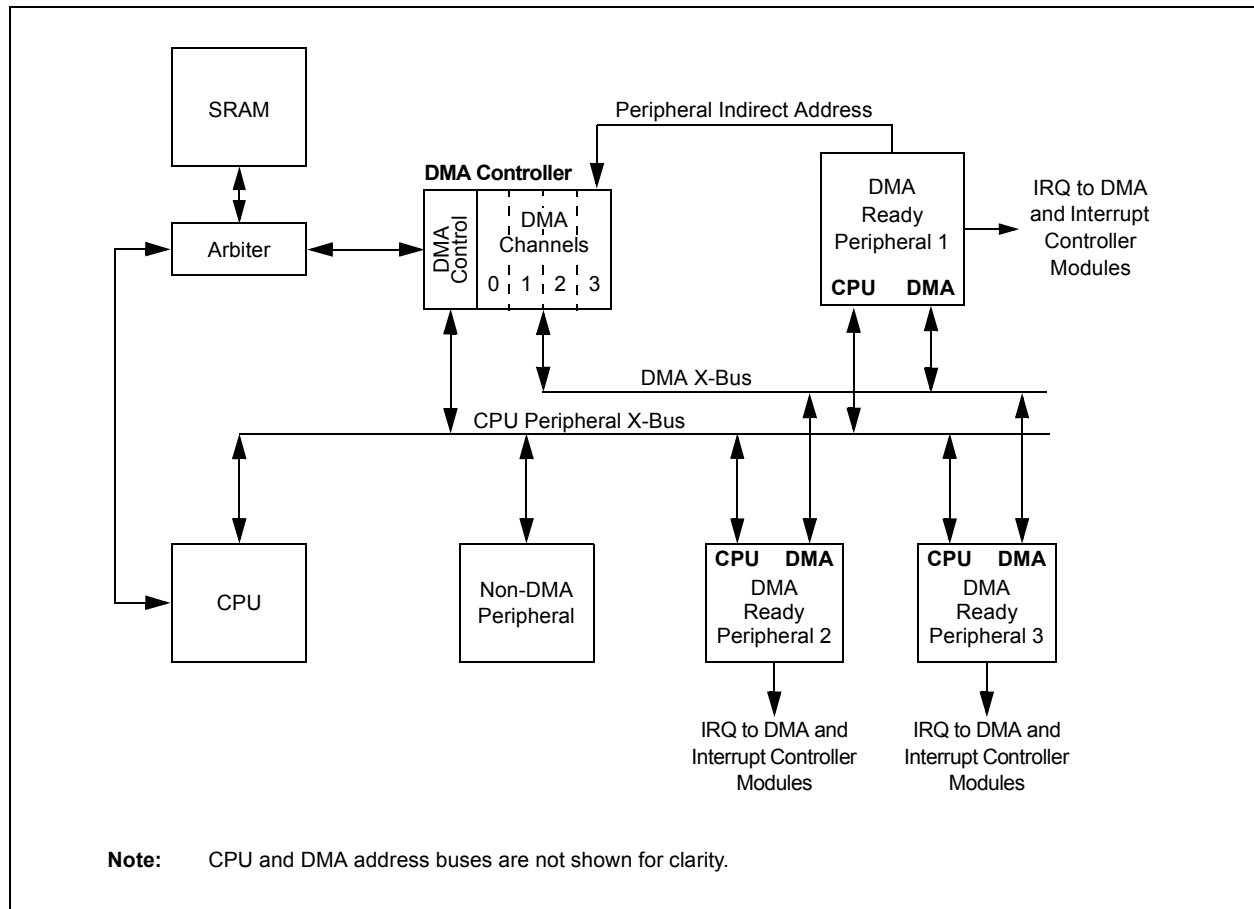 SRAM
Peripheral Indirect Address
DMA Controller
Arbiter
DMA
Control
DMA
Channels
0 1 2 3
DMA
Ready
Peripheral 1
CPU DMA
IRQ to DMA
and Interrupt
Controller
Modules
DMA X-Bus
CPU Peripheral X-Bus
CPU
Non-DMA
Peripheral
CPU DMA
DMA
Ready
Peripheral 2
CPU DMA
DMA
Ready
Peripheral 3
IRQ to DMA and
Interrupt Controller
Modules
IRQ to DMA and
Interrupt Controller
Modules
Note: CPU and DMA address buses are not shown for clarity.